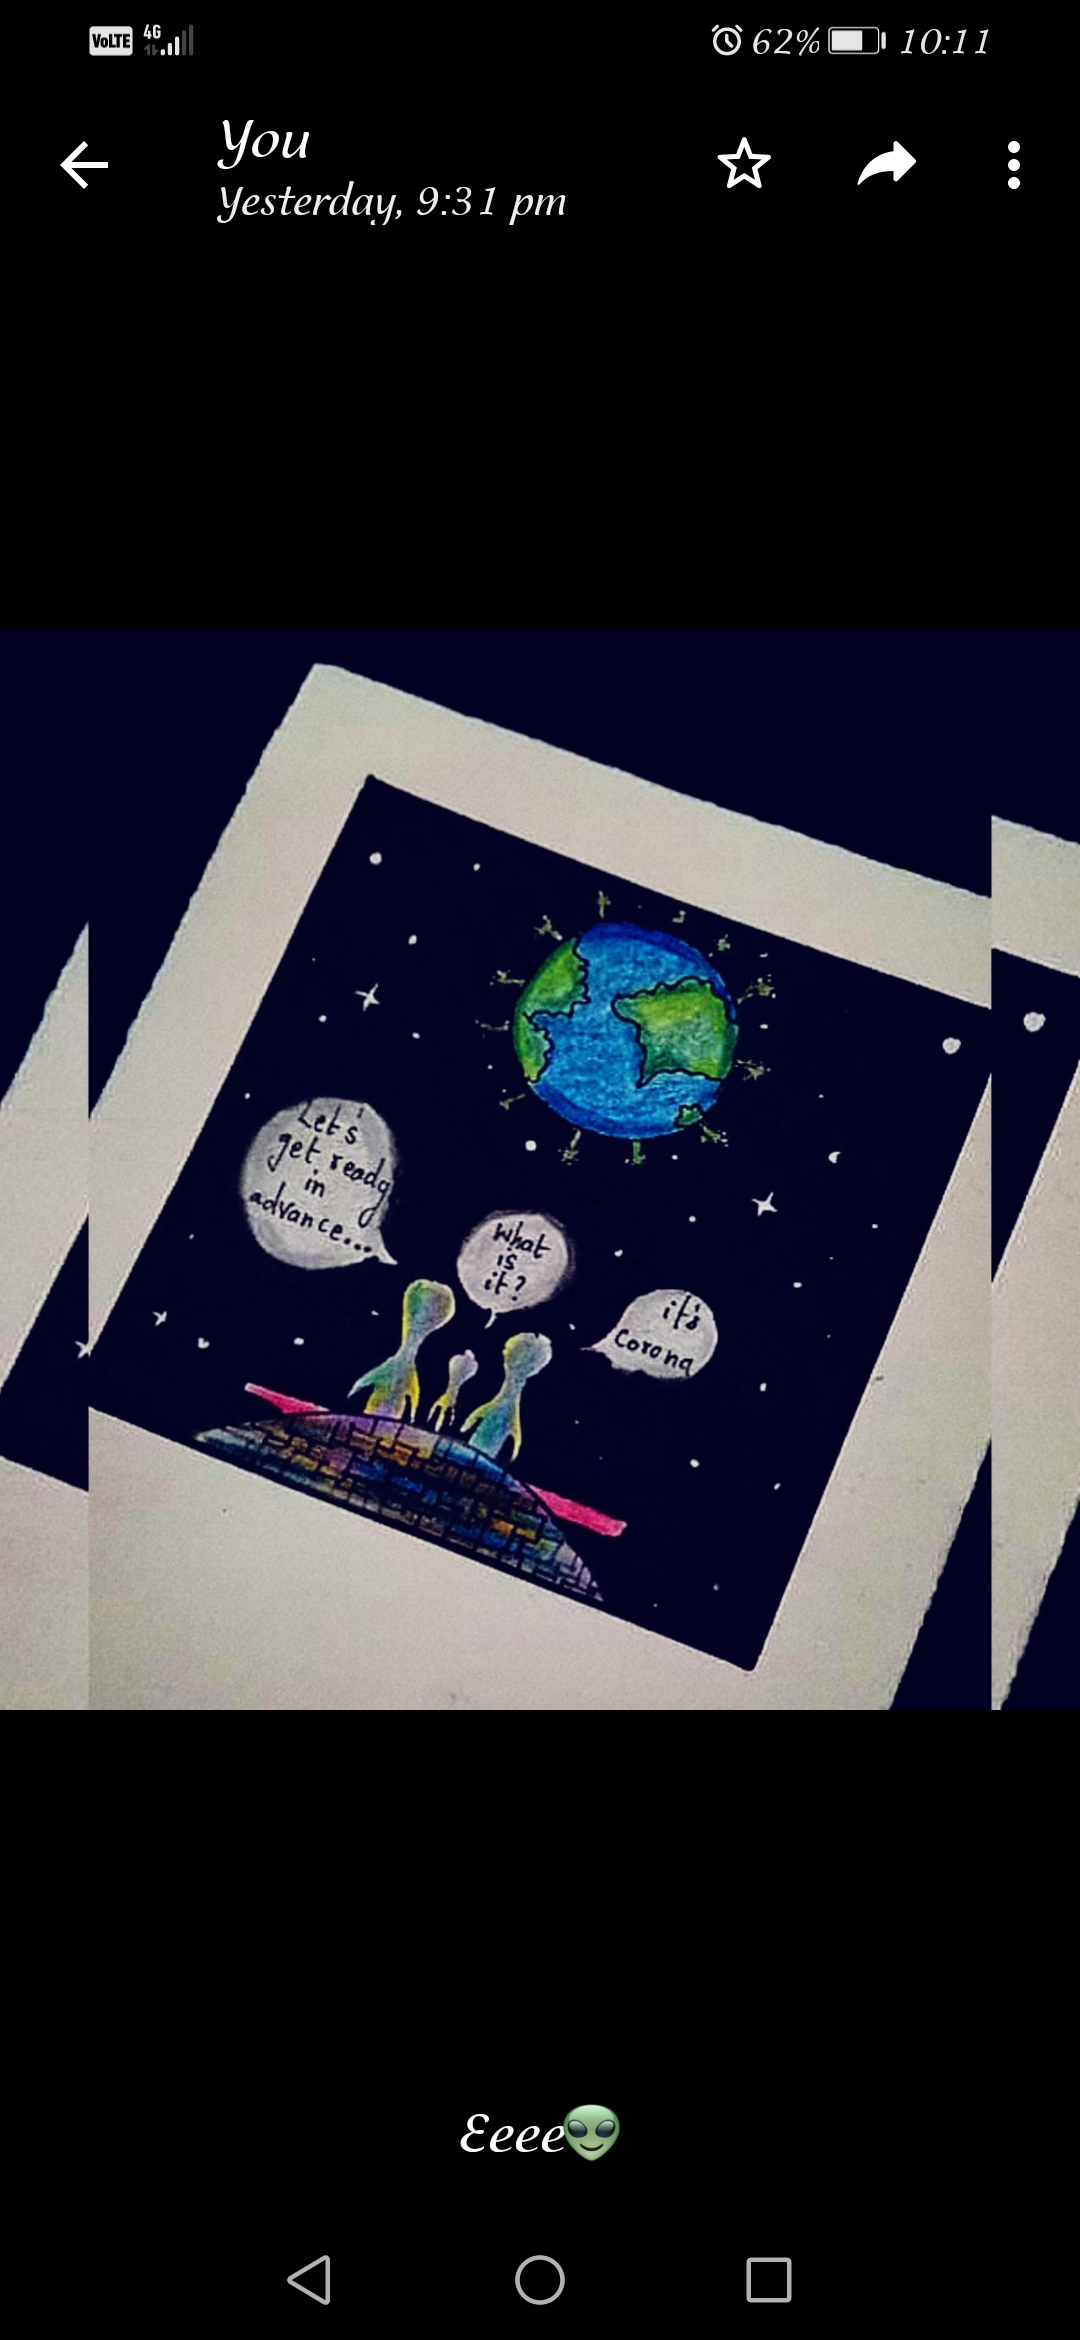 VoLTE 4G 62% 10:11
You
Yesterday, 9:31 pm
Let's
get ready
in
advance...
What
is
it?
it's
Corona
Eeee👽